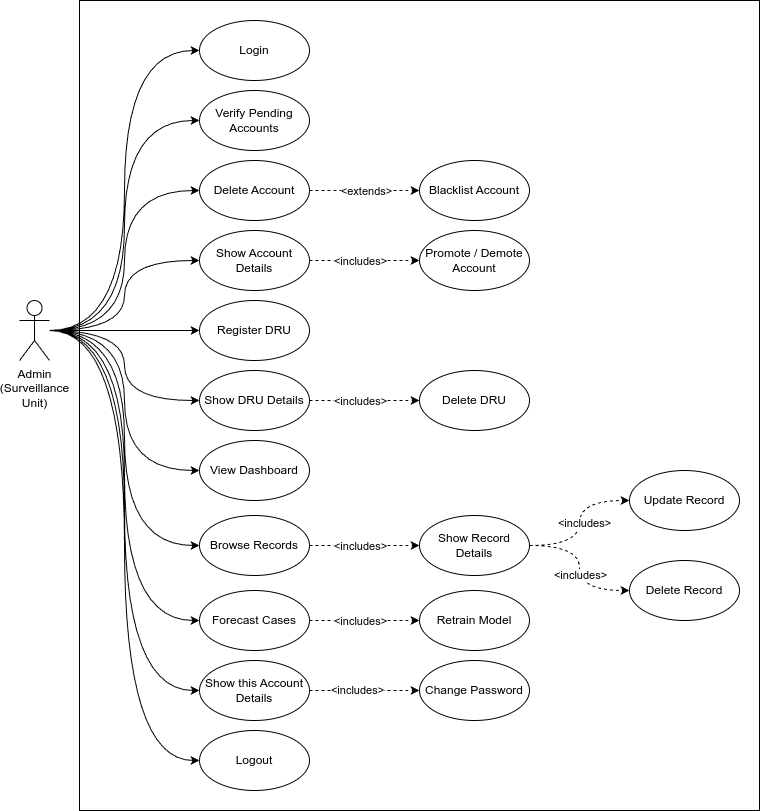 Login
Verify Pending
Accounts
Delete Account
<extends>
Blacklist Account
Show Account
Details
<includes>
Promote / Demote
Account
Admin
(Surveillance
Unit)
Register DRU
Show DRU Details
<includes>
Delete DRU
View Dashboard
Browse Records
<includes>
Show Record
Details
<includes>
Update Record
<includes>
Delete Record
Forecast Cases
<includes>
Retrain Model
Show this Account
Details
<includes>
Change Password
Logout